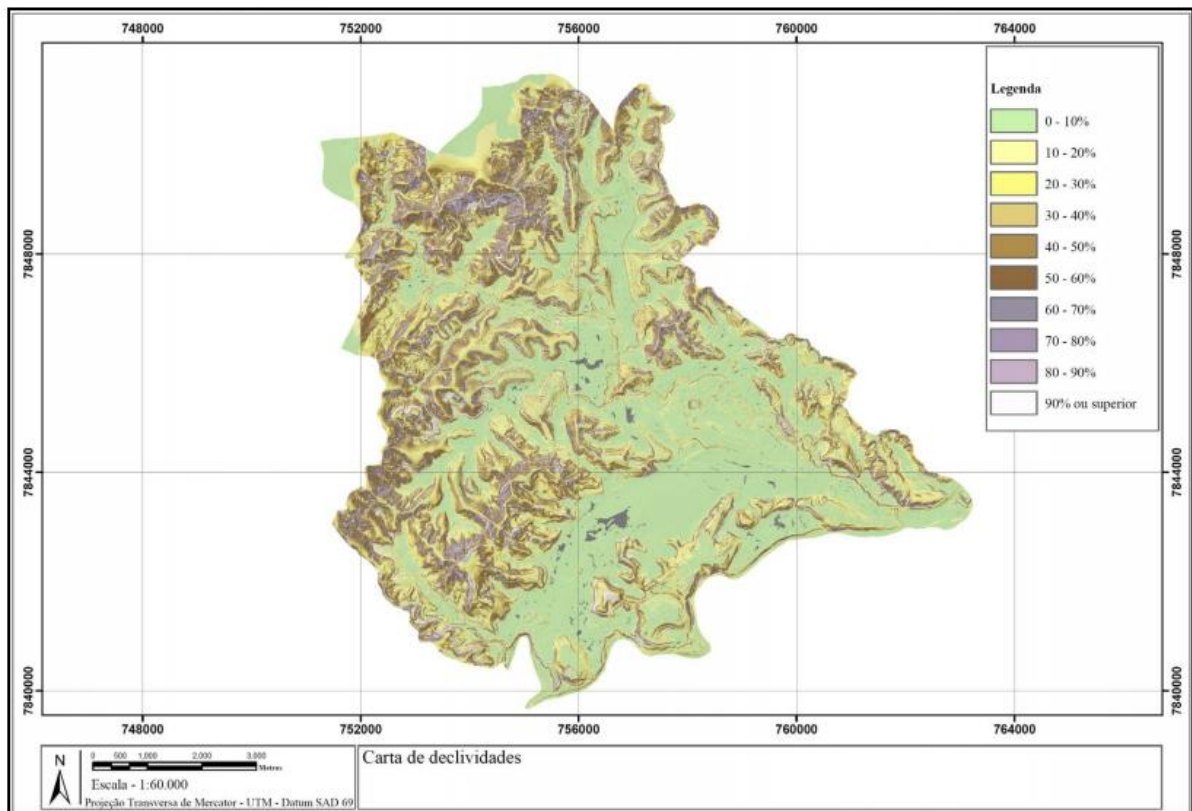 748000 752000 756000 760000 764000
Legenda
0 - 10%
10 - 20%
20 - 30%
30 - 40%
40 - 50%
50 - 60%
60 - 70%
70 - 80%
80 - 90%
90% ou superior
7848000 7848000
7844000 7844000
7840000 7840000
748000 752000 756000 760000 764000
N
0 500 1,000 2,000 3,000
Metros
Escala - 1:60.000
Projeção Transversa de Mercator - UTM - Datum SAD 69
Carta de declividades